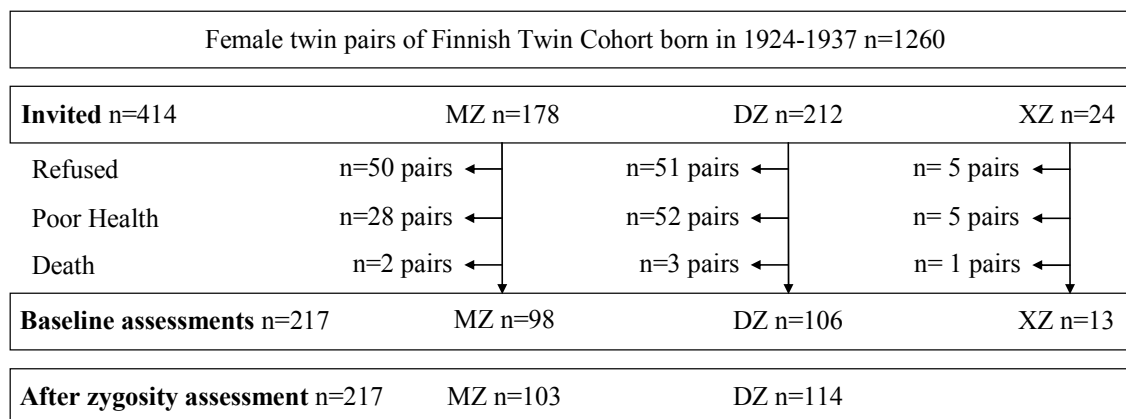 Female twin pairs of Finnish Twin Cohort born in 1924-1937 n=1260
Invited n=414 MZ n=178 DZ n=212 XZ n=24
Refused n=50 pairs n=51 pairs n= 5 pairs
Poor Health n=28 pairs n=52 pairs n= 5 pairs
Death n=2 pairs n=3 pairs n= 1 pairs
Baseline assessments n=217 MZ n=98 DZ n=106 XZ n=13
After zygosity assessment n=217 MZ n=103 DZ n=114